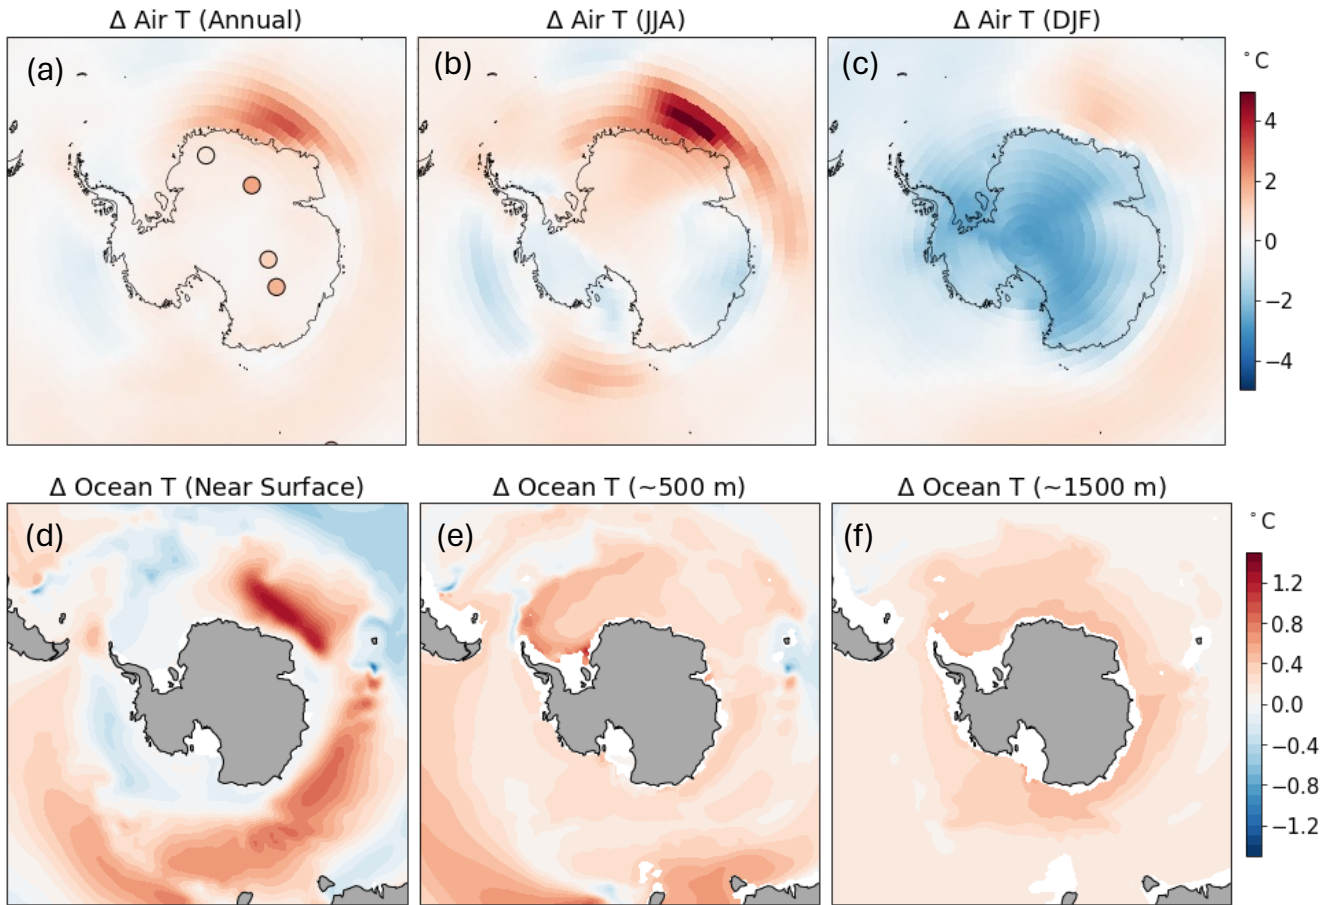 Δ Air T (Annual)
Δ Air T (JJA)
Δ Air T (DJF)
(a)
(b)
(c)
°C
4
2
0
−2
−4
Δ Ocean T (Near Surface)
Δ Ocean T (~500 m)
Δ Ocean T (~1500 m)
(d)
(e)
(f)
°C
1.2
0.8
0.4
0.0
−0.4
−0.8
−1.2